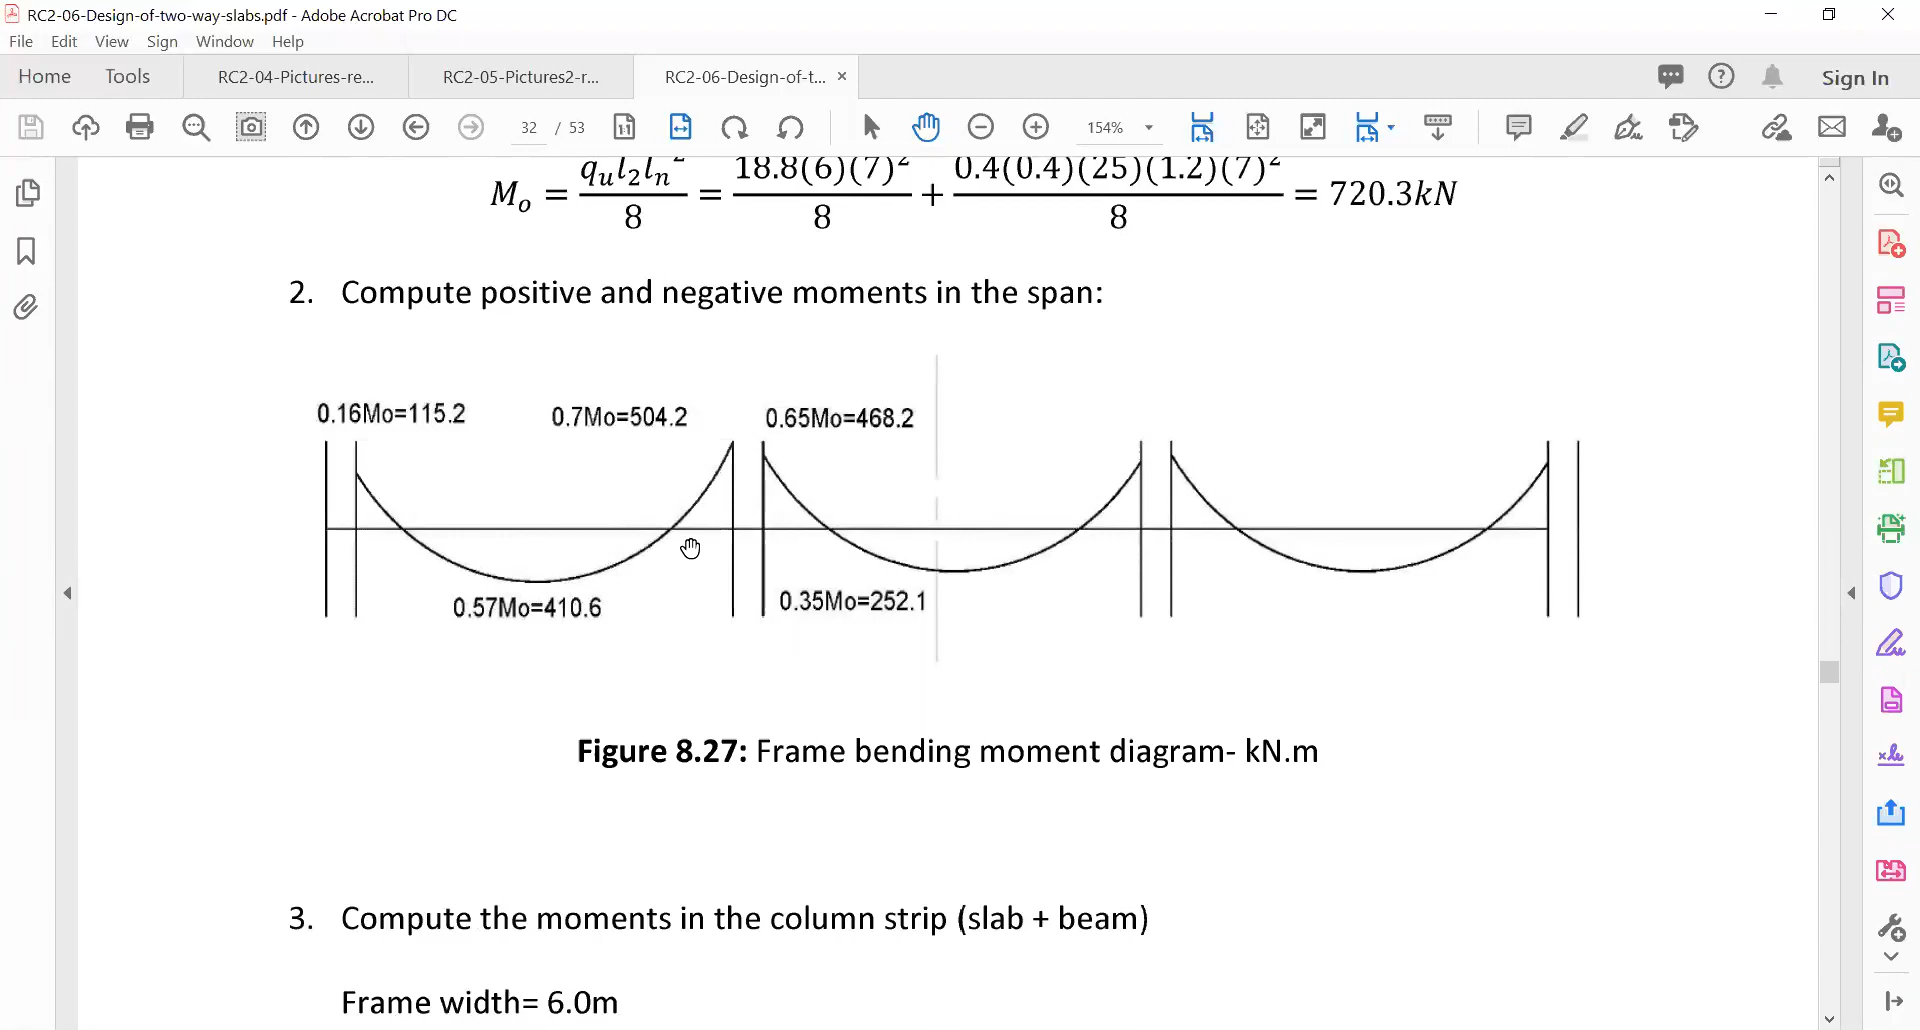 RC2-06-Design-of-two-way-slabs.pdf - Adobe Acrobat Pro DC
File Edit View Sign Window Help
Home Tools RC2-04-Pictures-re... RC2-05-Pictures2-r... RC2-06-Design-of-t... × Sign In
32 / 53 154%
M_o = q_u l_2 l_n^2 / 8 = 18.8(6)(7)^2 / 8 + 0.4(0.4)(25)(1.2)(7)^2 / 8 = 720.3kN
2. Compute positive and negative moments in the span:
0.16Mo=115.2 0.7Mo=504.2 0.65Mo=468.2
0.57Mo=410.6 0.35Mo=252.1
Figure 8.27: Frame bending moment diagram- kN.m
3. Compute the moments in the column strip (slab + beam)
Frame width= 6.0m